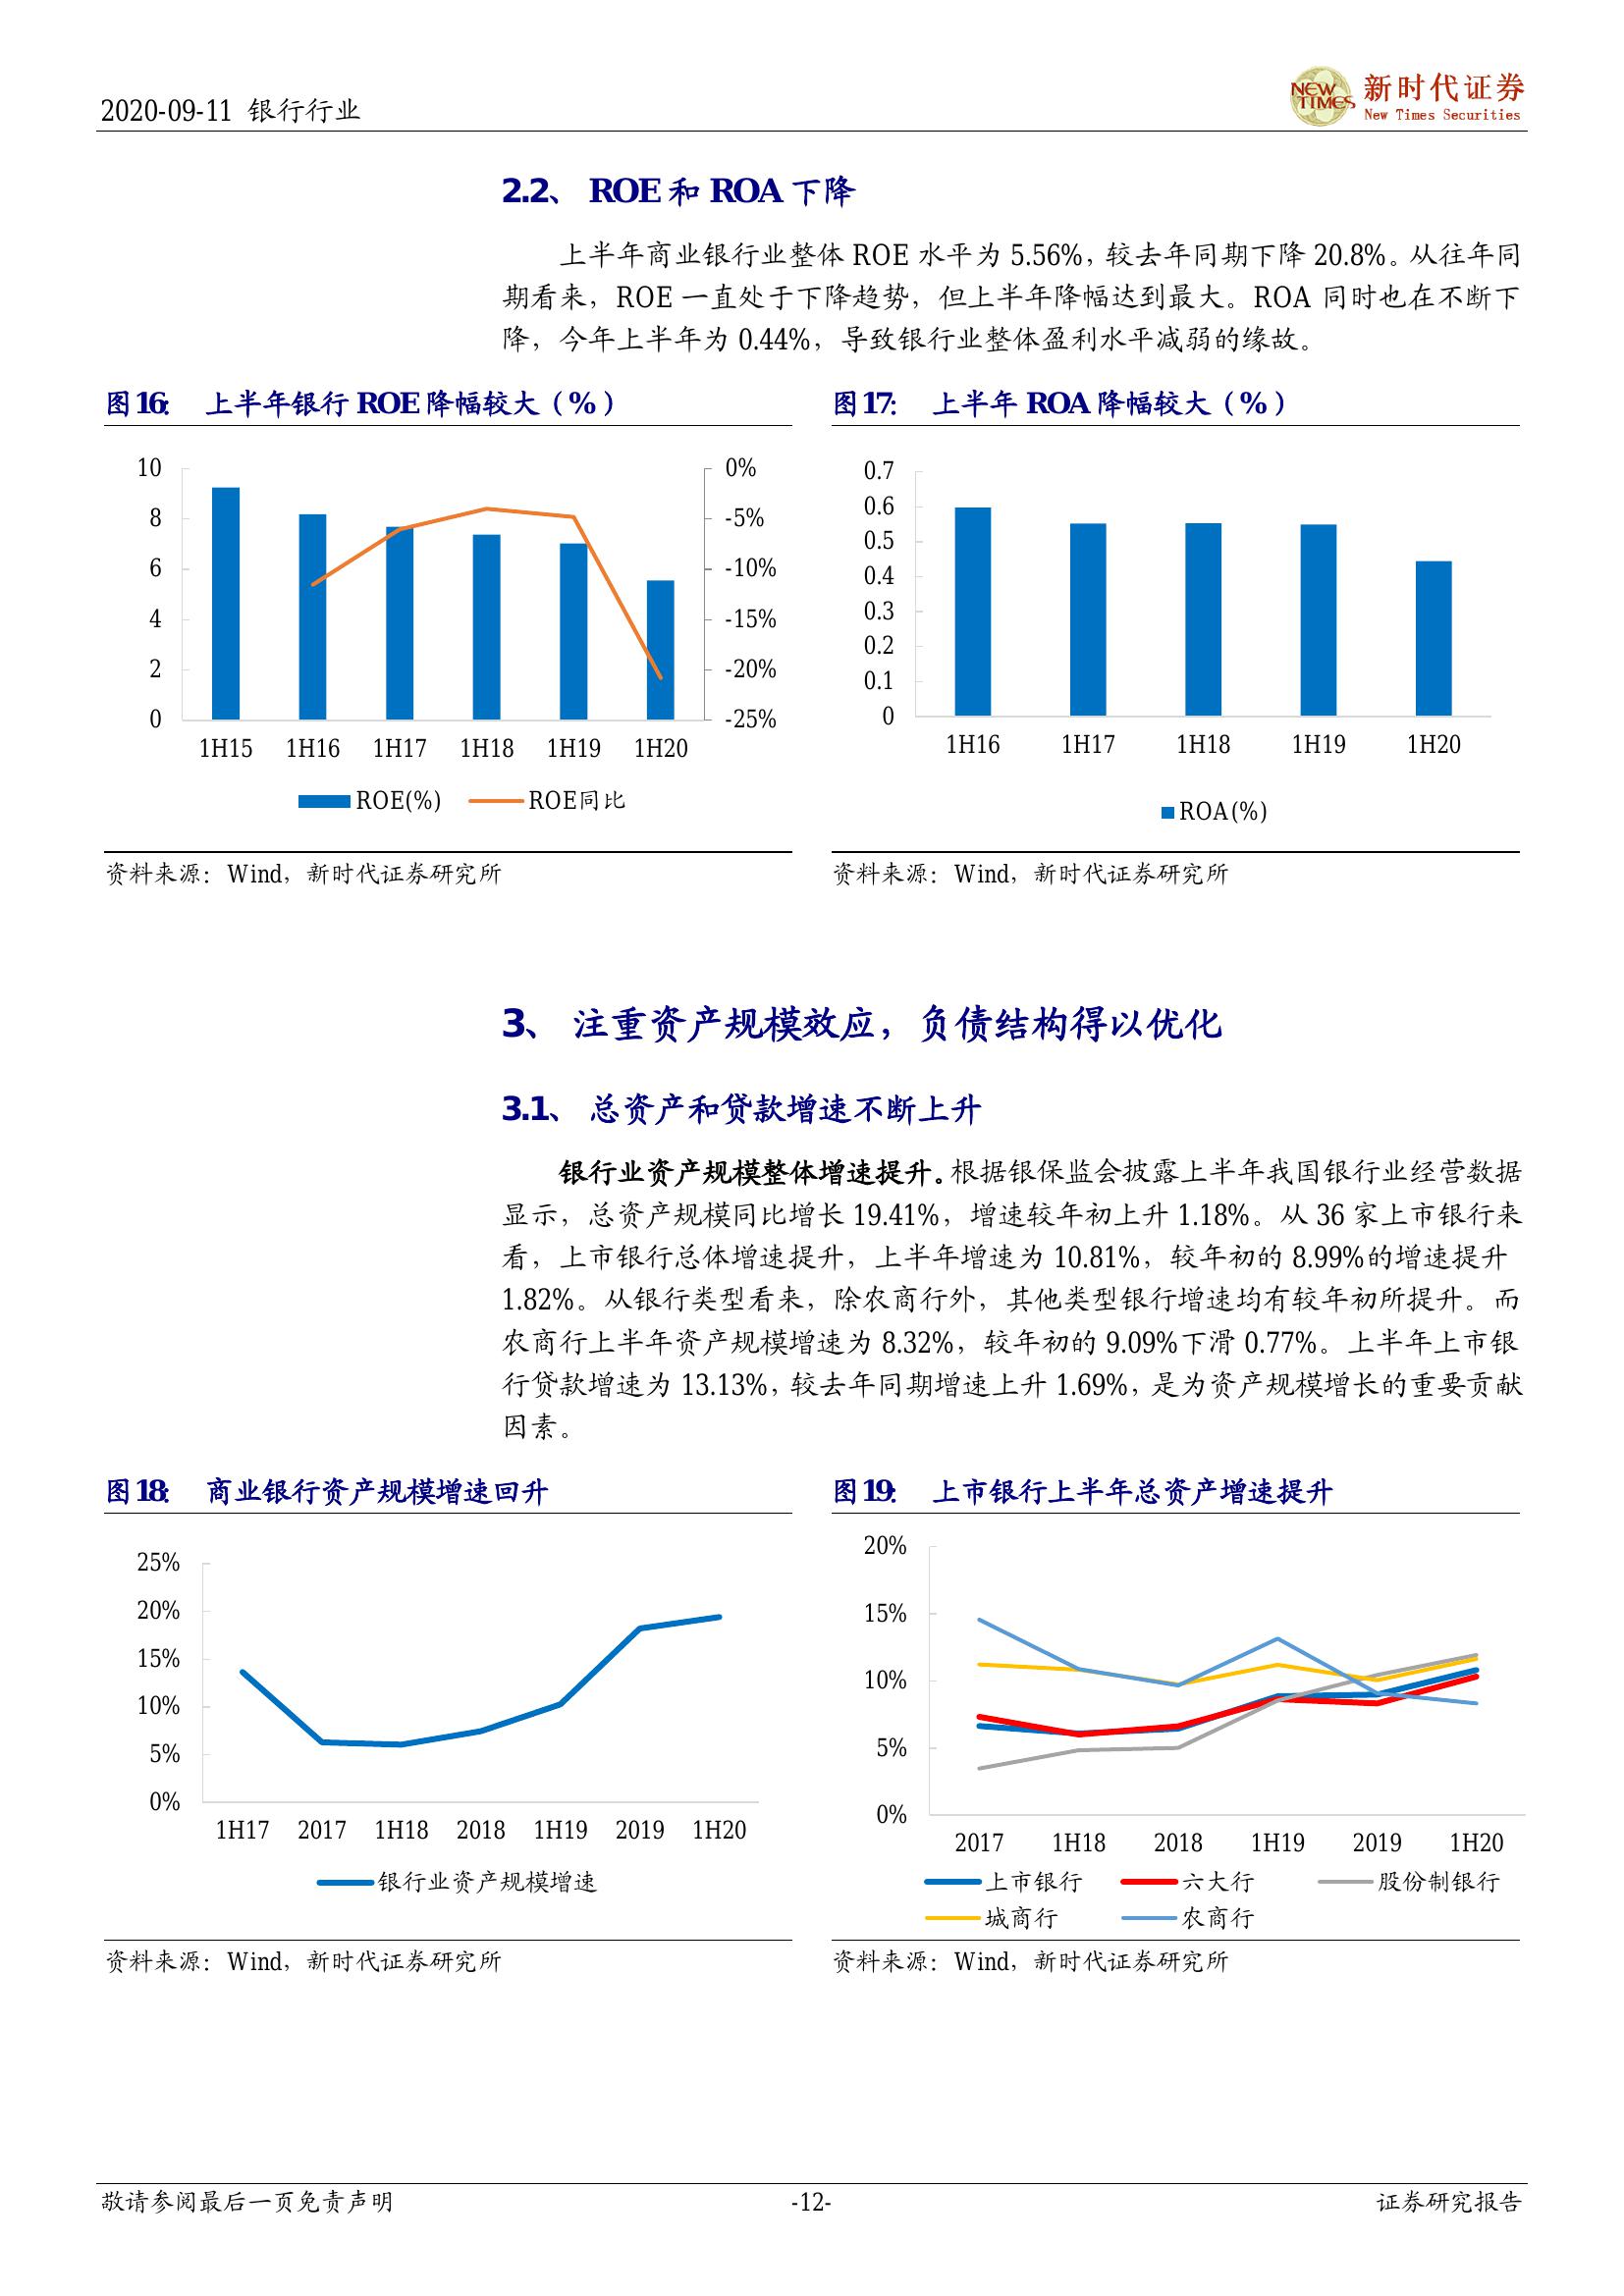 2020-09-11 银行行业
NEW TIMES
新时代证券
New Times Securities
2.2、 ROE 和 ROA 下降
上半年商业银行业整体 ROE 水平为 5.56%，较去年同期下降 20.8%。从往年同
期看来，ROE 一直处于下降趋势，但上半年降幅达到最大。ROA 同时也在不断下
降，今年上半年为 0.44%，导致银行业整体盈利水平减弱的缘故。
图16： 上半年银行 ROE 降幅较大（%）
10
8
6
4
2
0
0%
-5%
-10%
-15%
-20%
-25%
1H15 1H16 1H17 1H18 1H19 1H20
ROE(%) ROE同比
资料来源：Wind，新时代证券研究所
图17： 上半年 ROA 降幅较大（%）
0.7
0.6
0.5
0.4
0.3
0.2
0.1
0
1H16 1H17 1H18 1H19 1H20
ROA(%)
资料来源：Wind，新时代证券研究所
3、 注重资产规模效应，负债结构得以优化
3.1、 总资产和贷款增速不断上升
银行业资产规模整体增速提升。根据银保监会披露上半年我国银行业经营数据
显示，总资产规模同比增长 19.41%，增速较年初上升 1.18%。从 36 家上市银行来
看，上市银行总体增速提升，上半年增速为 10.81%，较年初的 8.99%的增速提升
1.82%。从银行类型看来，除农商行外，其他类型银行增速均有较年初所提升。而
农商行上半年资产规模增速为 8.32%，较年初的 9.09%下滑 0.77%。上半年上市银
行贷款增速为 13.13%，较去年同期增速上升 1.69%，是为资产规模增长的重要贡献
因素。
图18： 商业银行资产规模增速回升
25%
20%
15%
10%
5%
0%
1H17 2017 1H18 2018 1H19 2019 1H20
银行业资产规模增速
资料来源：Wind，新时代证券研究所
图19： 上市银行上半年总资产增速提升
20%
15%
10%
5%
0%
2017 1H18 2018 1H19 2019 1H20
上市银行 六大行 股份制银行
城商行 农商行
资料来源：Wind，新时代证券研究所
敬请参阅最后一页免责声明 -12- 证券研究报告